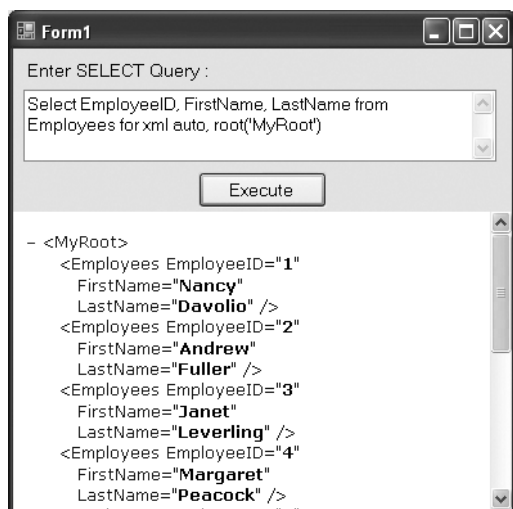 Form1
Enter SELECT Query :
Select EmployeeID, FirstName, LastName from
Employees for xml auto, root('MyRoot')
Execute
- <MyRoot>
<Employees EmployeeID="1"
FirstName="Nancy"
LastName="Davolio" />
<Employees EmployeeID="2"
FirstName="Andrew"
LastName="Fuller" />
<Employees EmployeeID="3"
FirstName="Janet"
LastName="Leverling" />
<Employees EmployeeID="4"
FirstName="Margaret"
LastName="Peacock" />